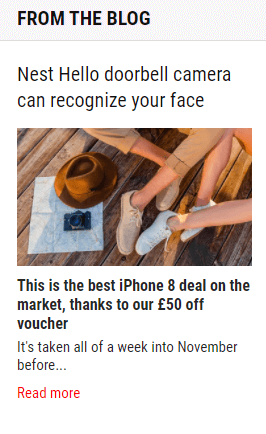 FROM THE BLOG
Nest Hello doorbell camera
can recognize your face
This is the best iPhone 8 deal on the
market, thanks to our £50 off
voucher
It's taken all of a week into November
before...
Read more